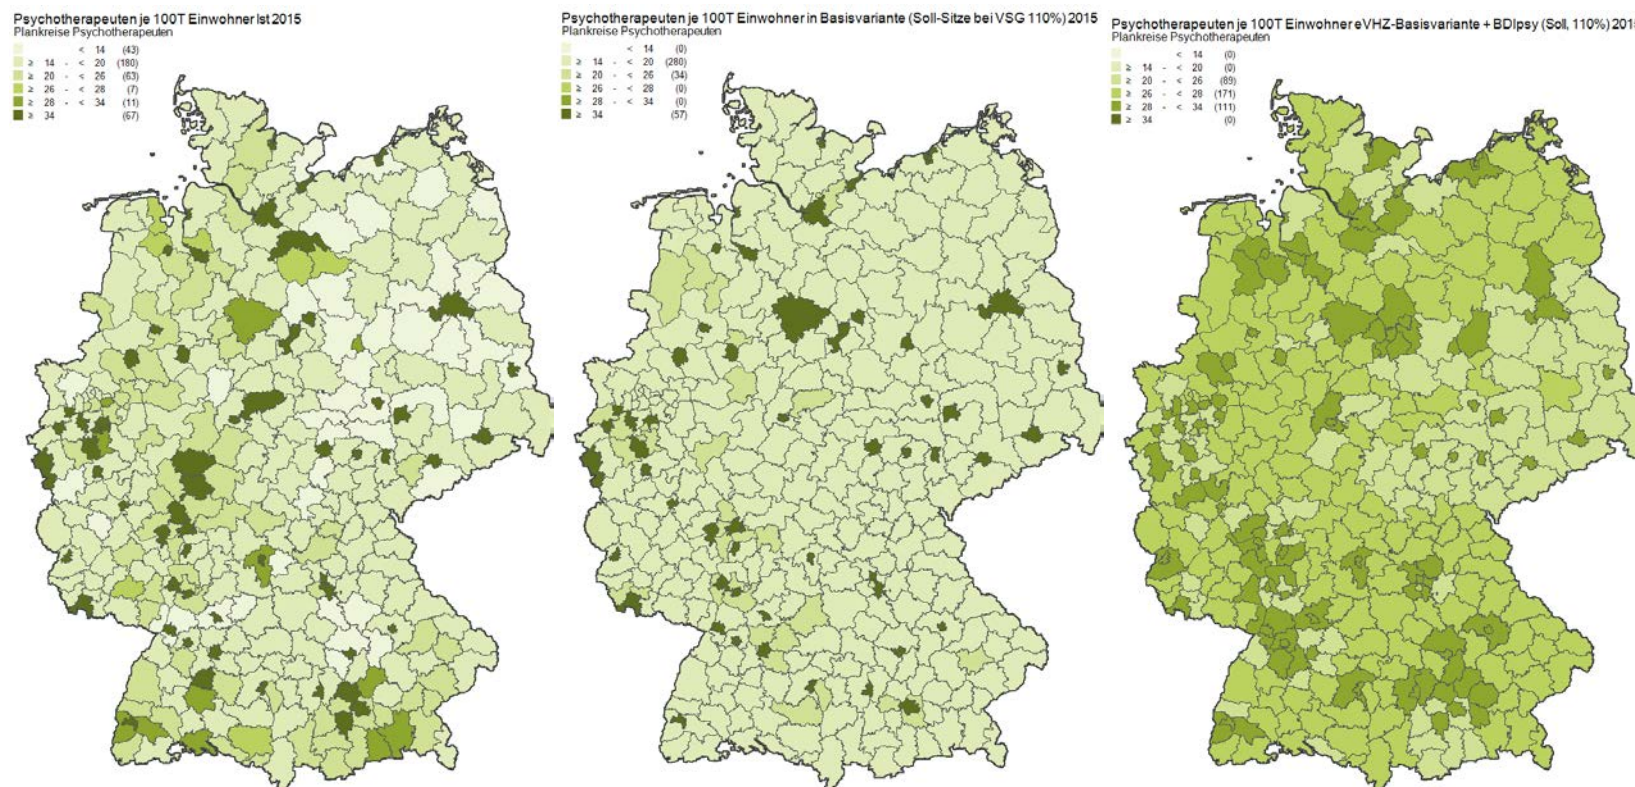 Psychotherapeuten je 100T Einwohner Ist 2015
Plankreise Psychotherapeuten
< 14 (43)
≥ 14 - < 20 (180)
≥ 20 - < 26 (63)
≥ 26 - < 28 (7)
≥ 28 - < 34 (11)
≥ 34 (67)
Psychotherapeuten je 100T Einwohner in Basisvariante (Soll-Sitze bei VSG 110%) 2015
Plankreise Psychotherapeuten
< 14 (0)
≥ 14 - < 20 (280)
≥ 20 - < 26 (34)
≥ 26 - < 28 (0)
≥ 28 - < 34 (0)
≥ 34 (57)
Psychotherapeuten je 100T Einwohner eVHZ-Basisvariante + BDIpsy (Soll, 110%) 2015
Plankreise Psychotherapeuten
< 14 (0)
≥ 14 - < 20 (0)
≥ 20 - < 26 (89)
≥ 26 - < 28 (171)
≥ 28 - < 34 (111)
≥ 34 (0)